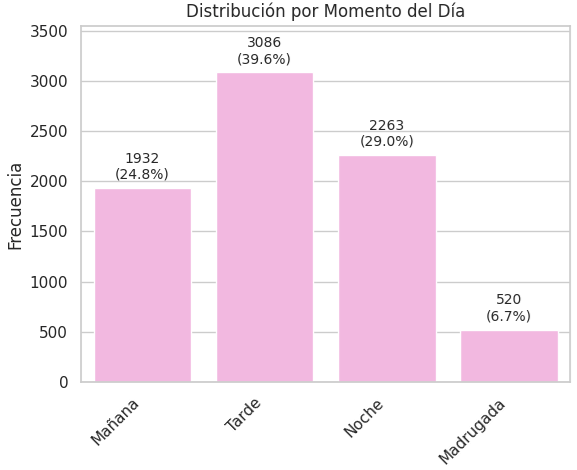 Distribución por Momento del Día
Frecuencia
3500
3000
2500
2000
1500
1000
500
0
1932
(24.8%)
3086
(39.6%)
2263
(29.0%)
520
(6.7%)
Mañana
Tarde
Noche
Madrugada